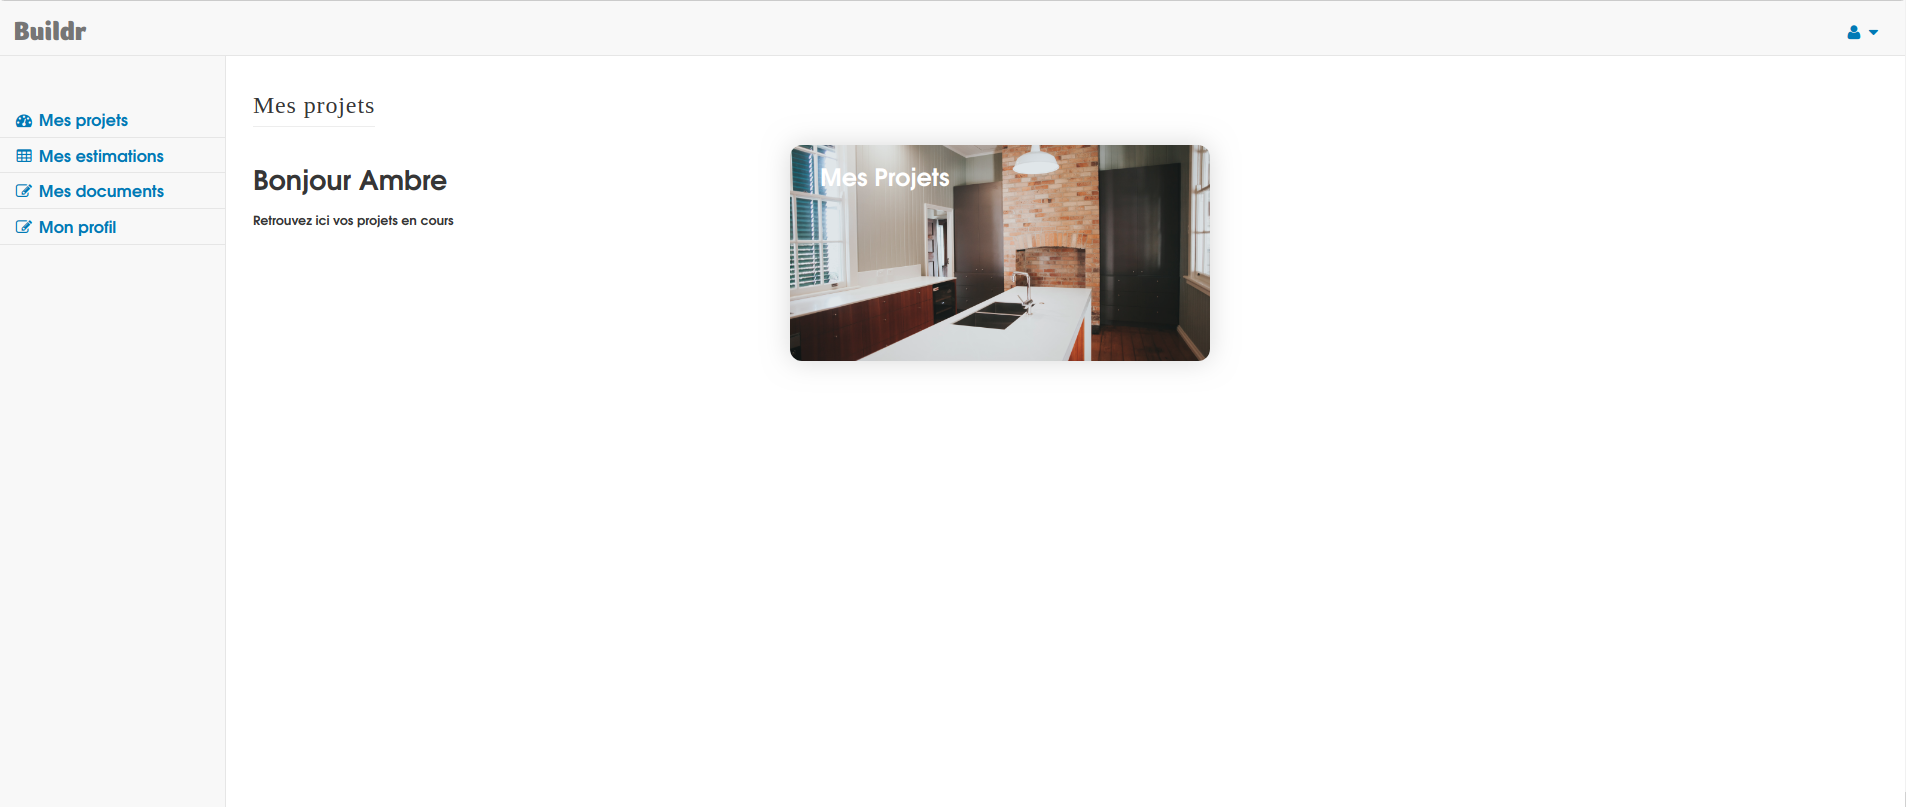 Buildr
Mes projets
Mes estimations
Mes documents
Mon profil
Mes projets
Bonjour Ambre
Retrouvez ici vos projets en cours
Mes Projets